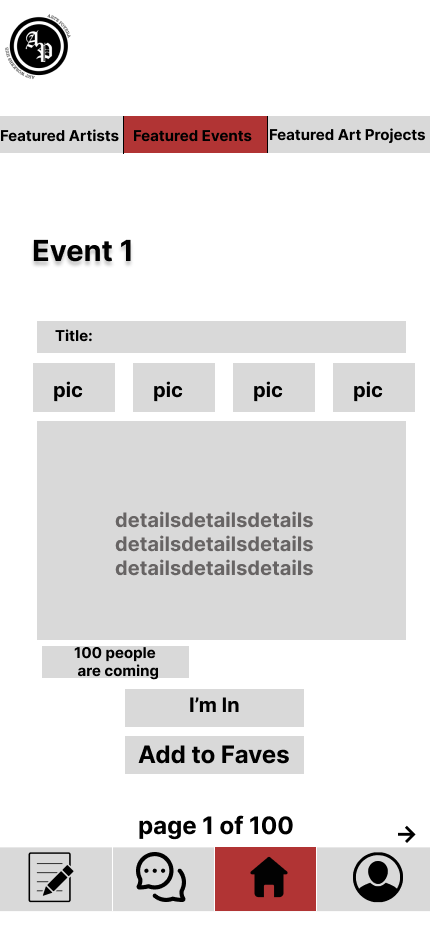 AP
Featured Artists
Featured Events
Featured Art Projects
Event 1
Title:
pic
pic
pic
pic
detailsdetailsdetails
detailsdetailsdetails
detailsdetailsdetails
100 people
are coming
I'm In
Add to Faves
page 1 of 100
→